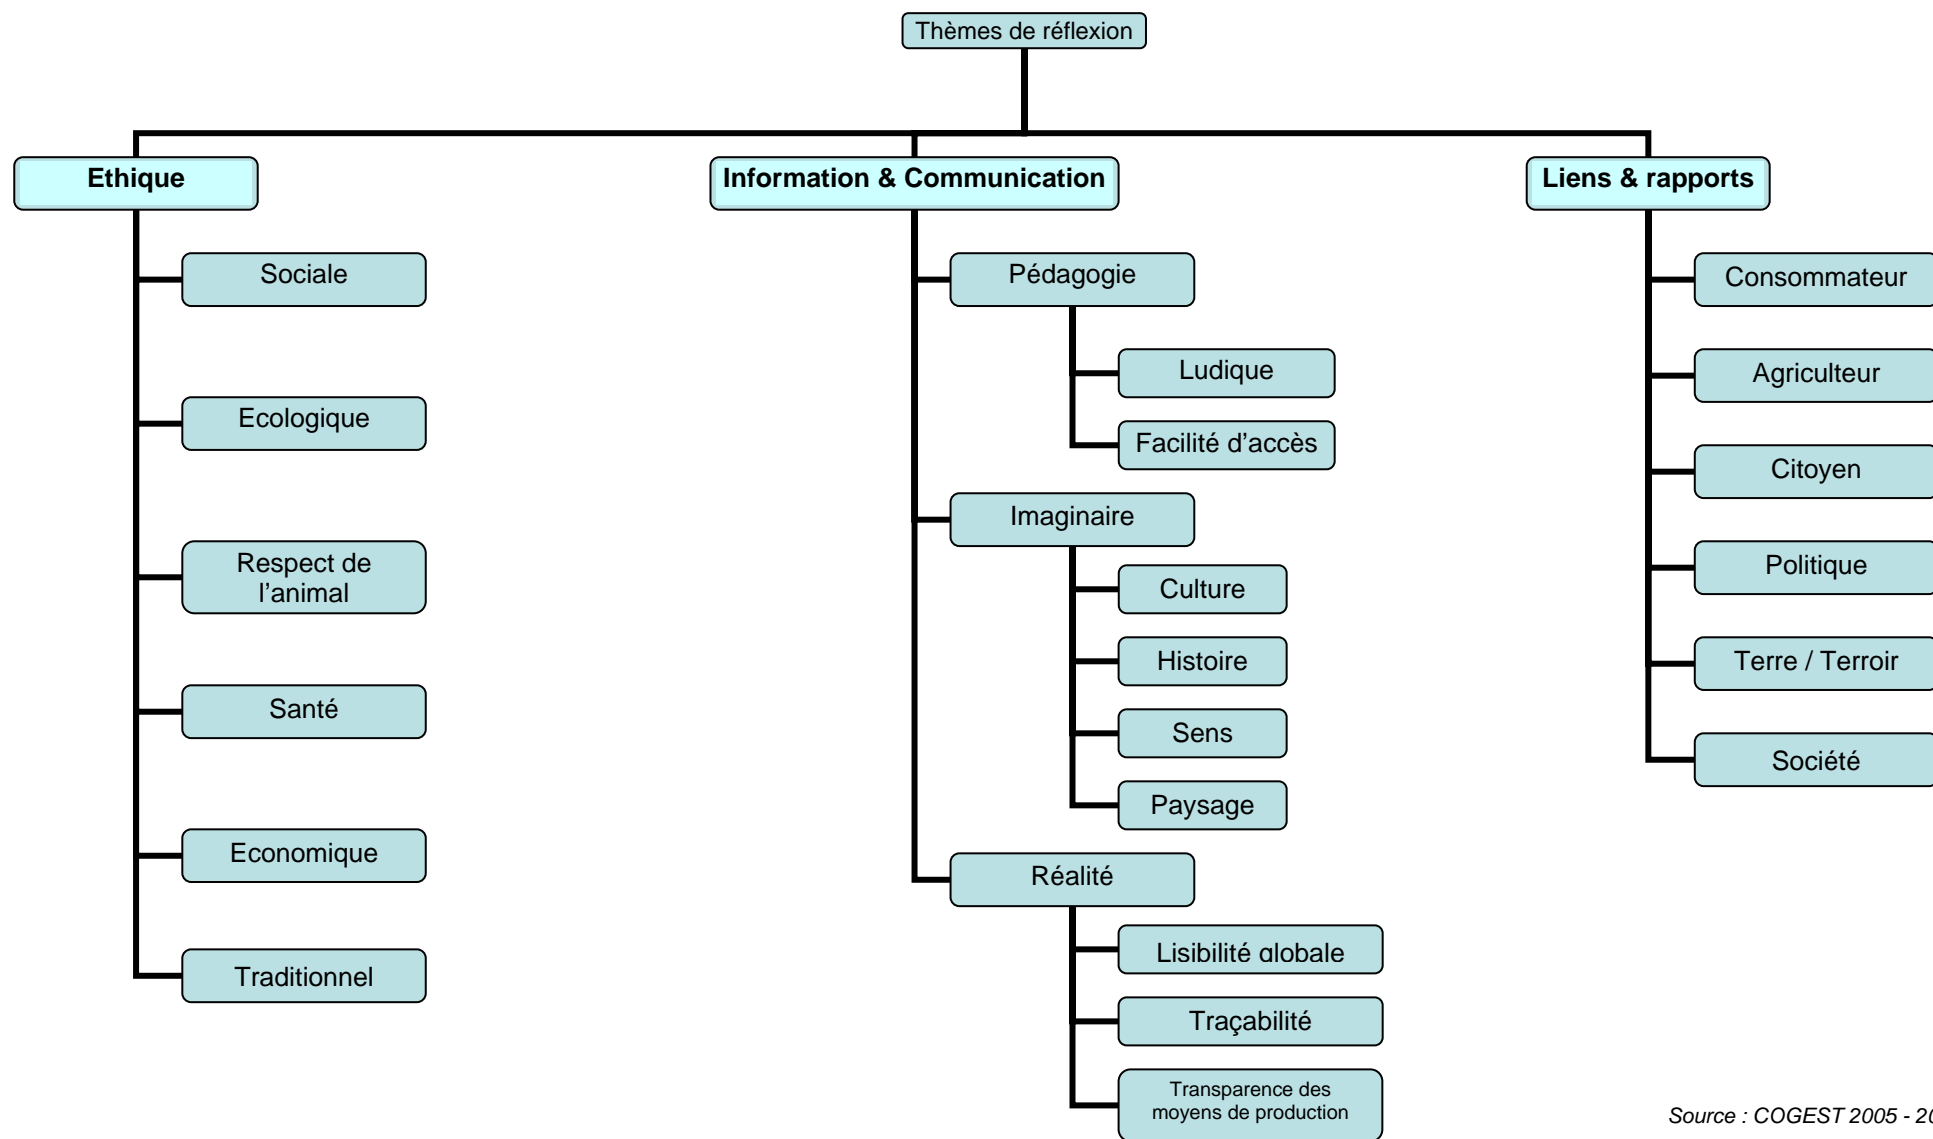 Thèmes de réflexion
Ethique
Sociale
Ecologique
Respect de
l'animal
Santé
Economique
Traditionnel
Information & Communication
Pédagogie
Ludique
Facilité d'accès
Imaginaire
Culture
Histoire
Sens
Paysage
Réalité
Lisibilité globale
Traçabilité
Transparence des
moyens de production
Liens & rapports
Consommateur
Agriculteur
Citoyen
Politique
Terre / Terroir
Société
Source : COGEST 2005 - 20